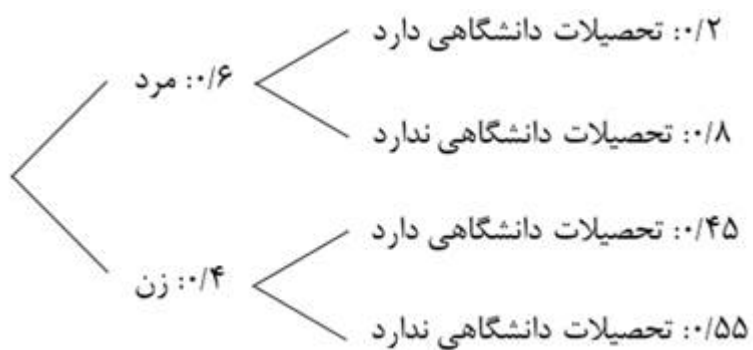 ۰/۲: تحصیلات دانشگاهی دارد
۰/۶: مرد
۰/۸: تحصیلات دانشگاهی ندارد
۰/۴۵: تحصیلات دانشگاهی دارد
۰/۴: زن
۰/۵۵: تحصیلات دانشگاهی ندارد